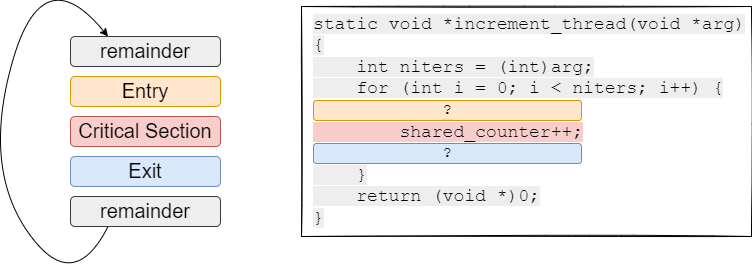 remainder
Entry
Critical Section
Exit
remainder
static void *increment_thread(void *arg)
{
    int niters = (int)arg;
    for (int i = 0; i < niters; i++) {
?
        shared_counter++;
?
    }
    return (void *)0;
}